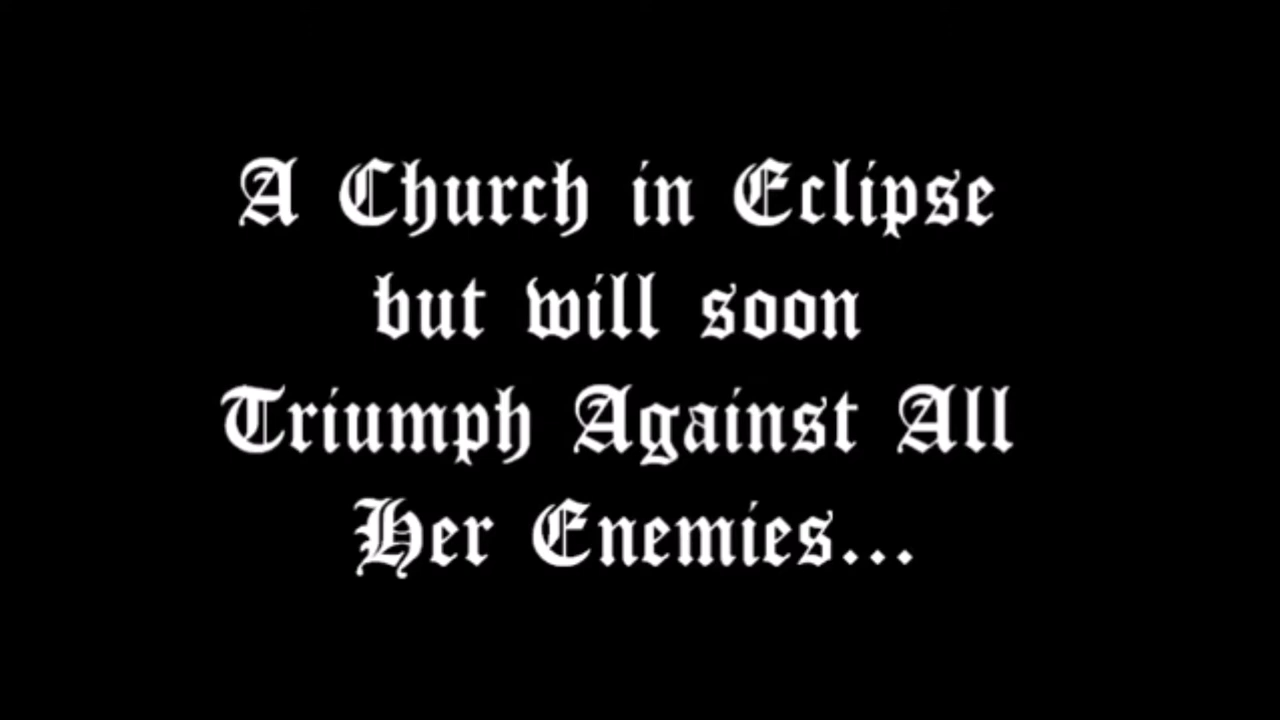 A Church in Eclipse
but will soon
Triumph Against All
Her Enemies...